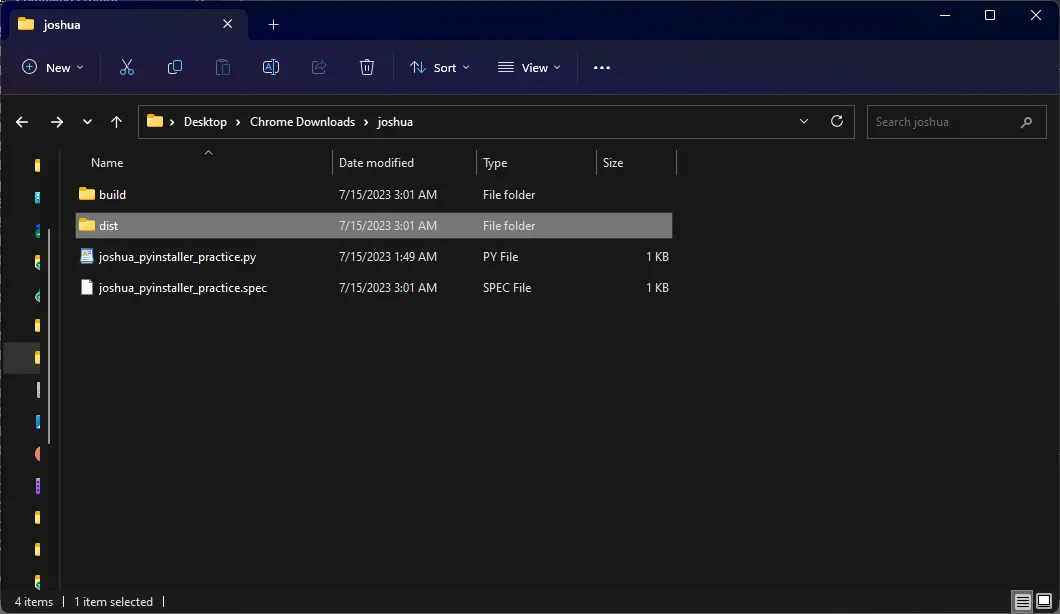 joshua
New
Sort
View
Desktop
Chrome Downloads
joshua
Search joshua
Name
Date modified
Type
Size
build 7/15/2023 3:01 AM File folder
dist 7/15/2023 3:01 AM File folder
joshua_pyinstaller_practice.py 7/15/2023 1:49 AM PY File 1 KB
joshua_pyinstaller_practice.spec 7/15/2023 3:01 AM SPEC File 1 KB
4 items
1 item selected